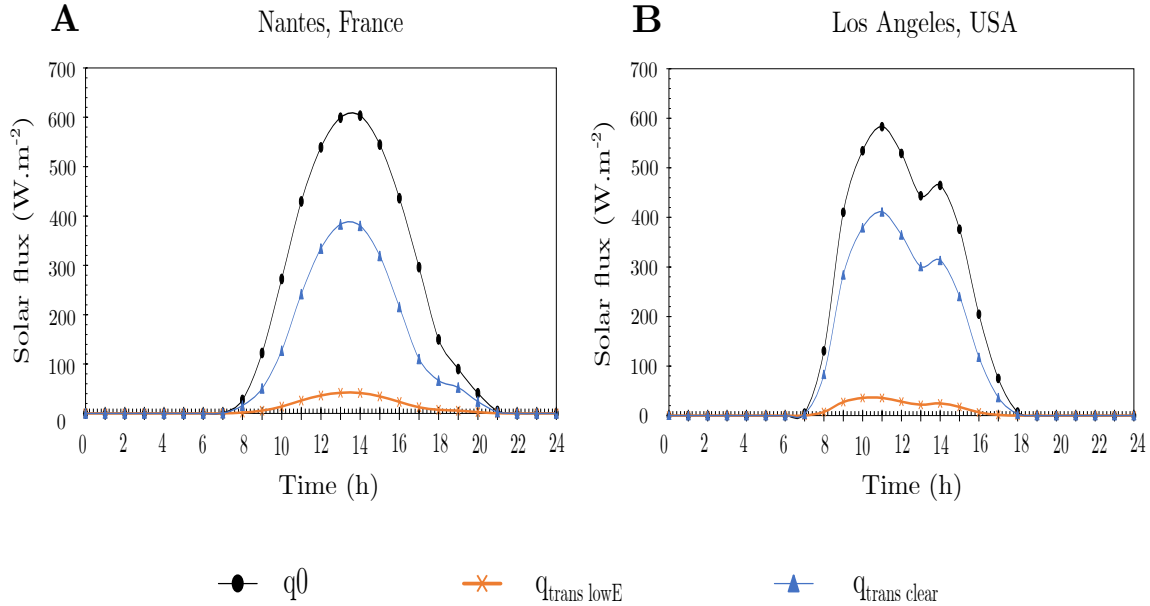 A Nantes, France
700
600
500
400
300
200
100
0
Solar flux (W.m-2)
0 2 4 6 8 10 12 14 16 18 20 22 24
Time (h)
B Los Angeles, USA
700
600
500
400
300
200
100
0
Solar flux (W.m-2)
0 2 4 6 8 10 12 14 16 18 20 22 24
Time (h)
q0 qtrans lowE qtrans clear